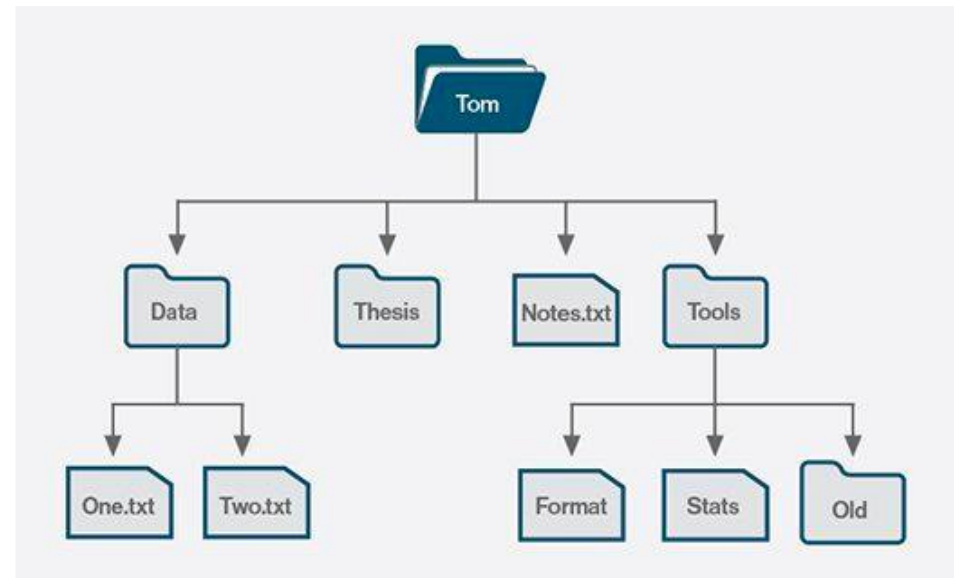 Tom
Data
Thesis
Notes.txt
Tools
One.txt
Two.txt
Format
Stats
Old